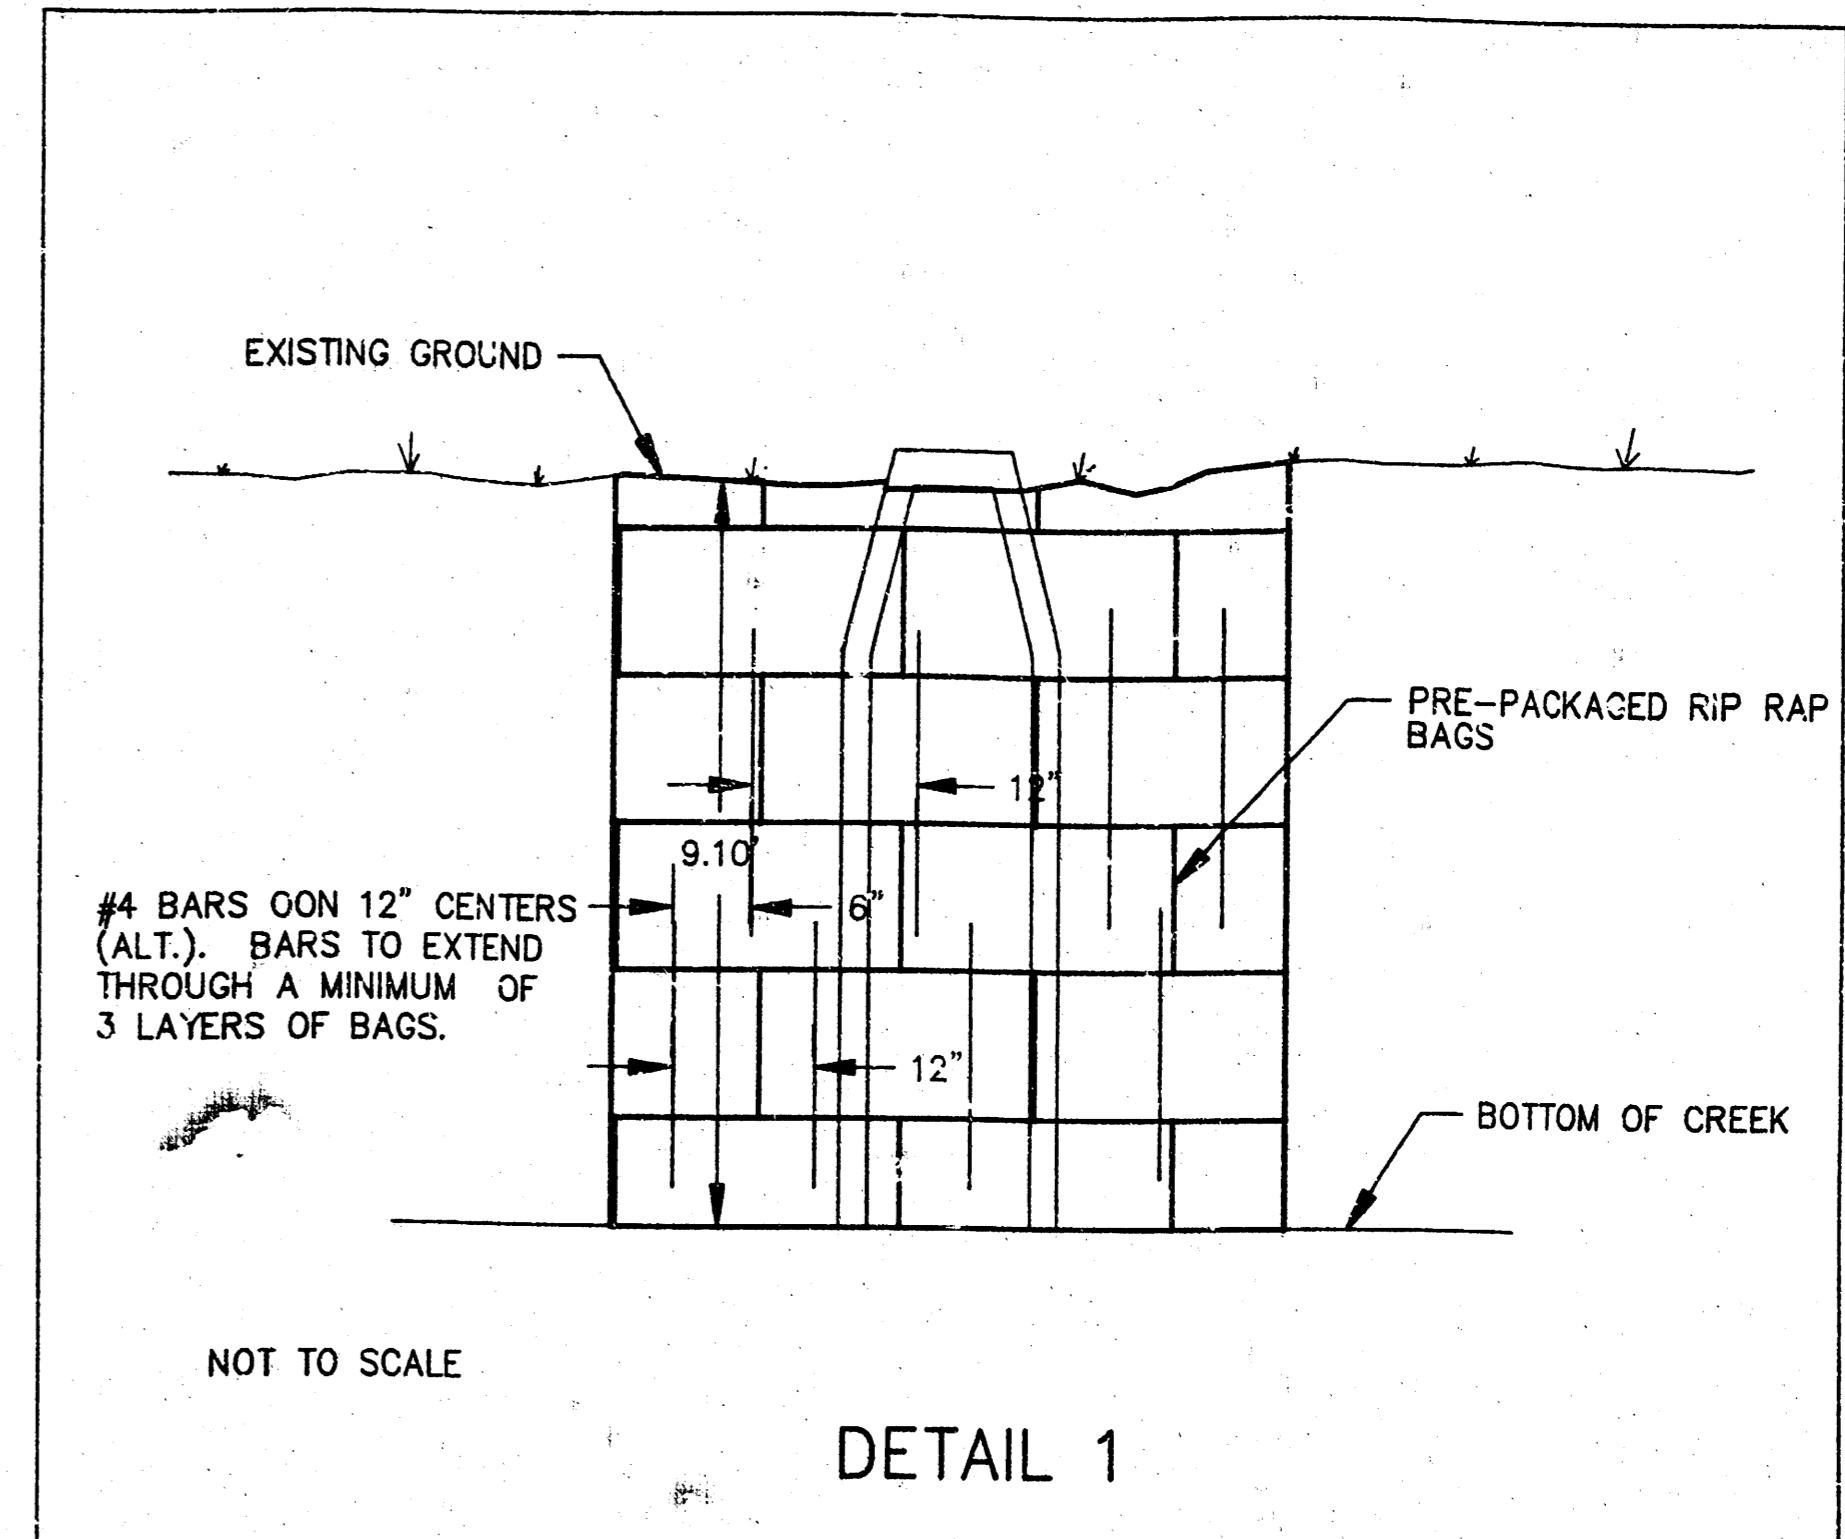 EXISTING GROUND
PRE-PACKAGED RIP RAP
BAGS
12"
9.10'
6"
#4 BARS OON 12" CENTERS
(ALT.). BARS TO EXTEND
THROUGH A MINIMUM OF
3 LAYERS OF BAGS.
12"
BOTTOM OF CREEK
NOT TO SCALE
DETAIL 1